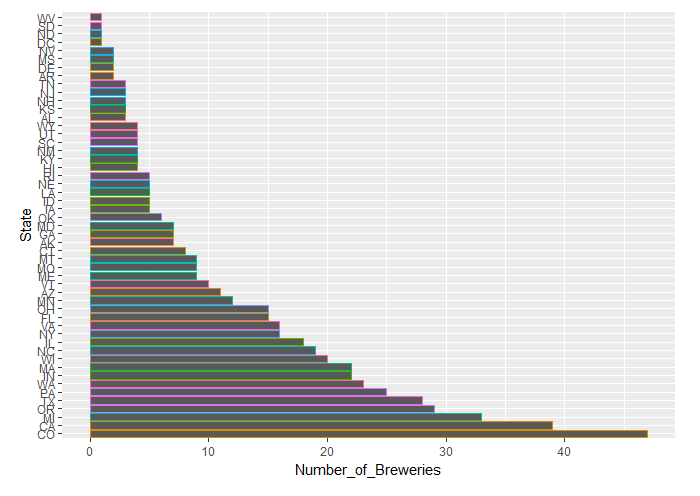 WV
SD
ND
DC
NV
MS
DE
AR
TN
NJ
NH
KS
AL
WY
UT
SC
NM
KY
HI
RI
NE
LA
ID
IA
OK
MD
GA
AK
CT
MT
MO
ME
VT
AZ
MN
OH
FL
VA
NY
IL
NC
WI
MA
IN
WA
PA
TX
OR
MI
CA
CO
State
0 10 20 30 40
Number_of_Breweries